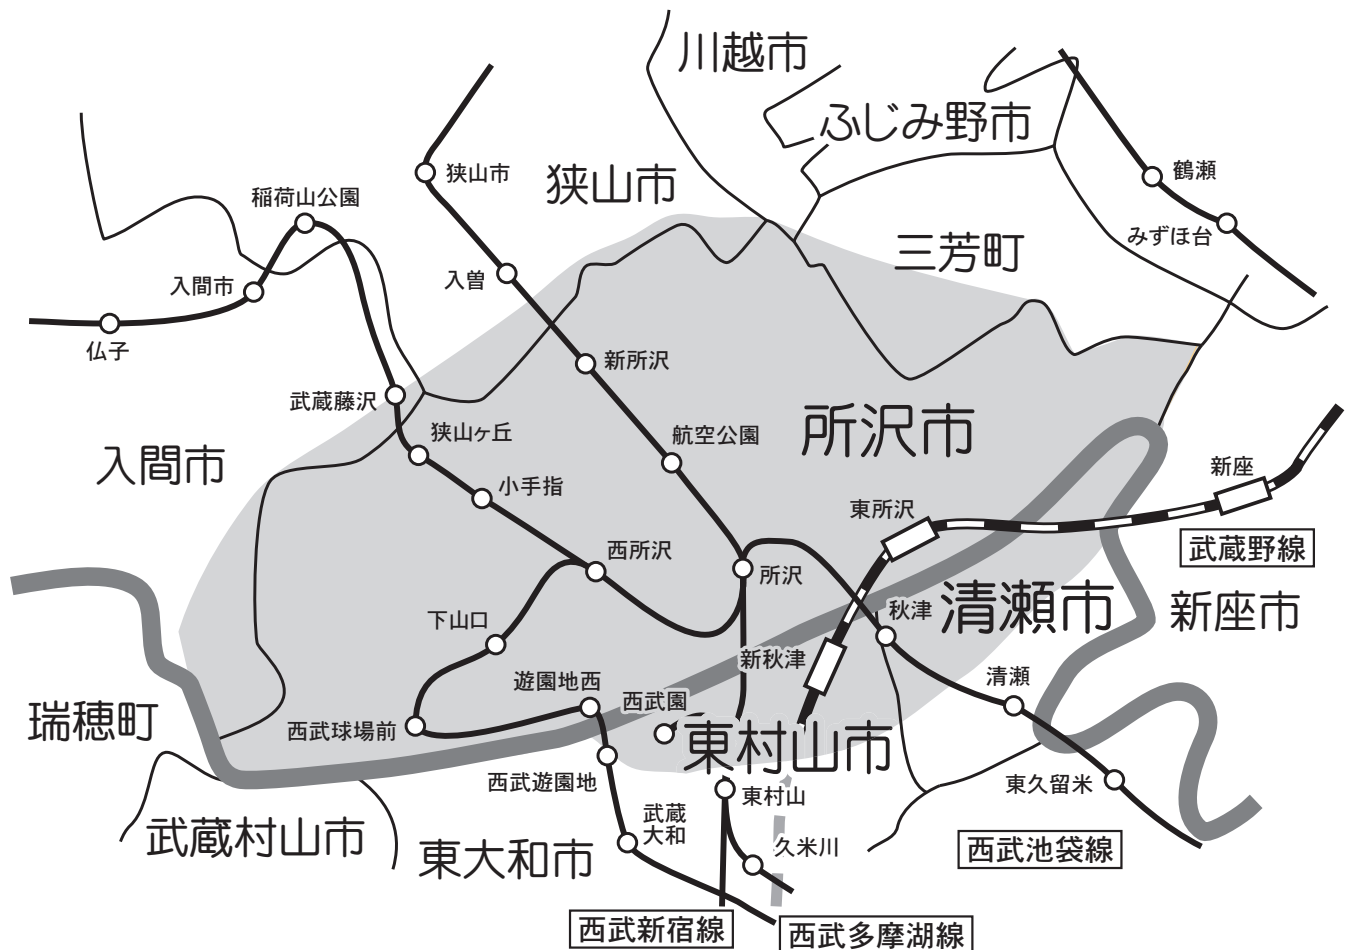 川越市
ふじみ野市
狭山市
狭山市
鶴瀬
稲荷山公園
みずほ台
三芳町
入曽
入間市
仏子
新所沢
武蔵藤沢
狭山ヶ丘
航空公園
所沢市
入間市
小手指
新座
東所沢
西所沢
武蔵野線
所沢
秋津
清瀬市
新座市
下山口
新秋津
清瀬
遊園地西
西武園
瑞穂町
西武球場前
東村山市
西武遊園地
東久留米
東村山
武蔵
大和
武蔵村山市
東大和市
久米川
西武池袋線
西武新宿線
西武多摩湖線